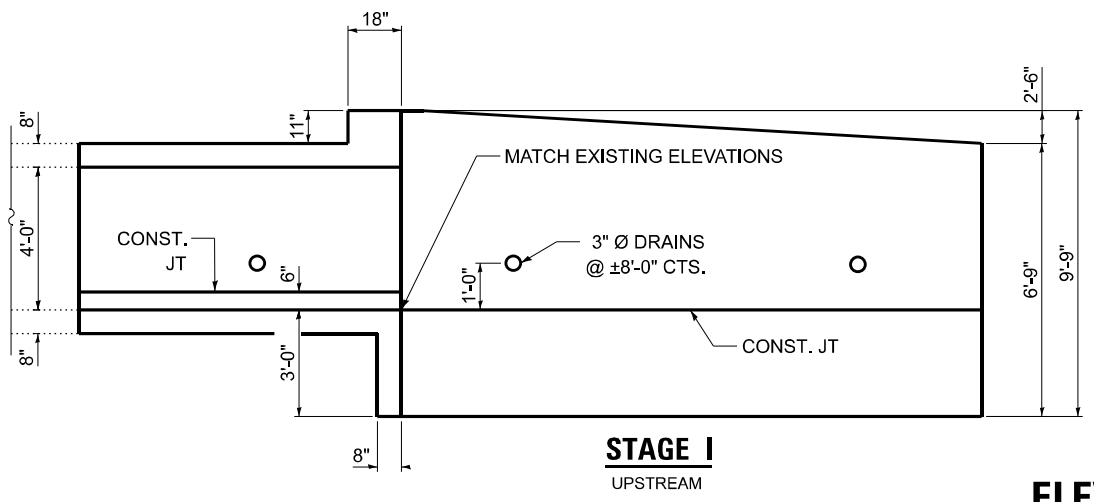 18"
2'-6"
8"
11"
MATCH EXISTING ELEVATIONS
4'-0"
CONST.
JT
6"
3" Ø DRAINS
@ ±8'-0" CTS.
1'-0"
6'-9"
9'-9"
8"
3'-0"
CONST. JT
8"
STAGE I
UPSTREAM